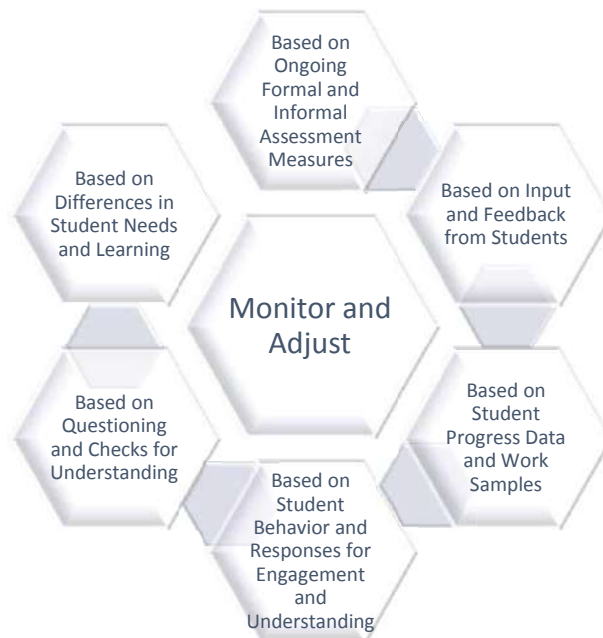 Based on
Ongoing
Formal and
Informal
Assessment
Measures
Based on
Differences in
Student Needs
and Learning
Based on Input
and Feedback
from Students
Monitor and
Adjust
Based on
Questioning
and Checks for
Understanding
Based on
Student
Progress Data
and Work
Samples
Based on
Student
Behavior and
Responses for
Engagement
and
Understanding